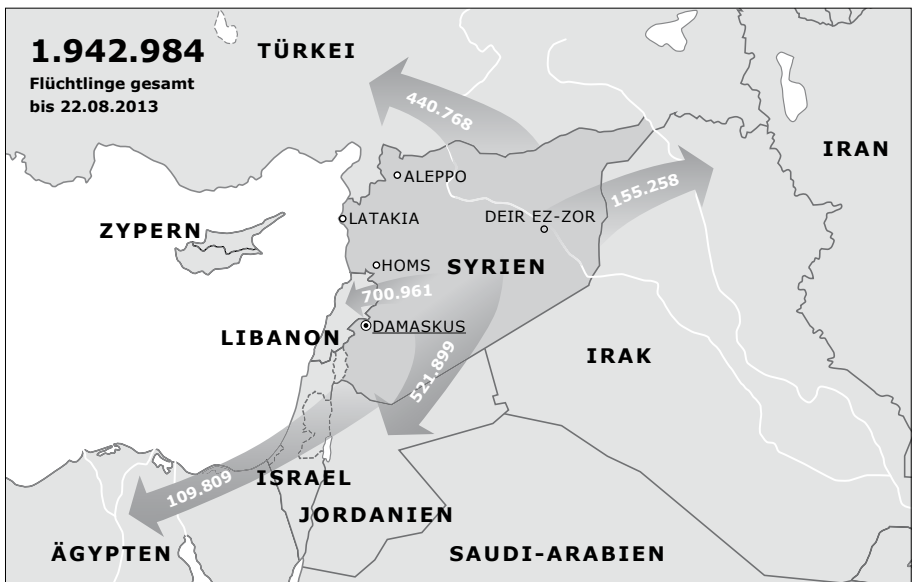 1.942.984
Flüchtlinge gesamt
bis 22.08.2013
TÜRKEI
440.768
IRAN
ALEPPO
155.258
LATAKIA
DEIR EZ-ZOR
ZYPERN
HOMS
SYRIEN
700.961
DAMASKUS
LIBANON
IRAK
521.899
ISRAEL
109.809
JORDANIEN
ÄGYPTEN
SAUDI-ARABIEN